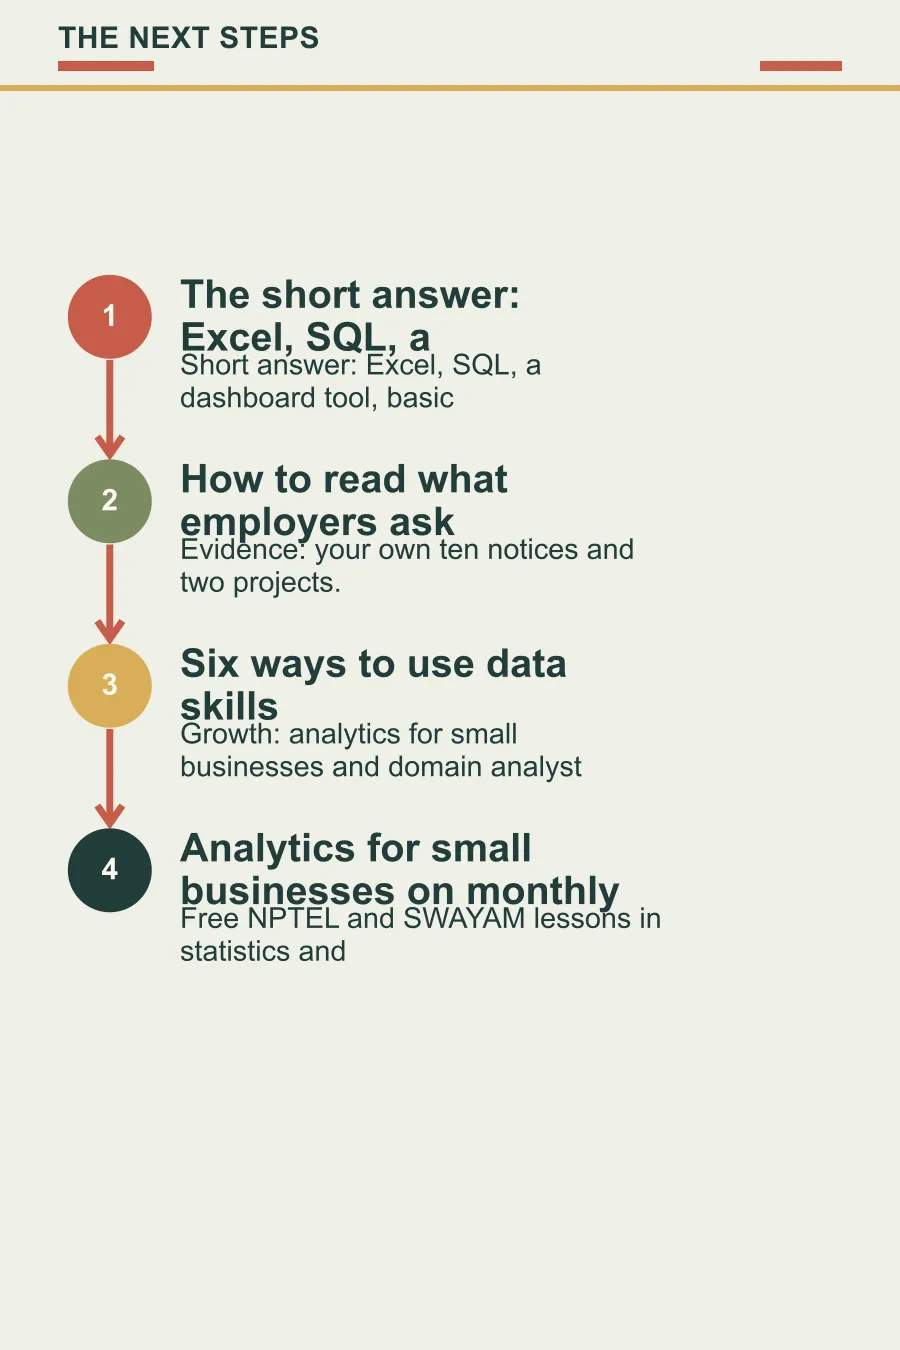 THE NEXT STEPS
1
The short answer:
Excel, SQL, a
Short answer: Excel, SQL, a
dashboard tool, basic
2
How to read what
employers ask
Evidence: your own ten notices and
two projects.
3
Six ways to use data
skills
Growth: analytics for small
businesses and domain analyst
4
Analytics for small
businesses on monthly
Free NPTEL and SWAYAM lessons in
statistics and